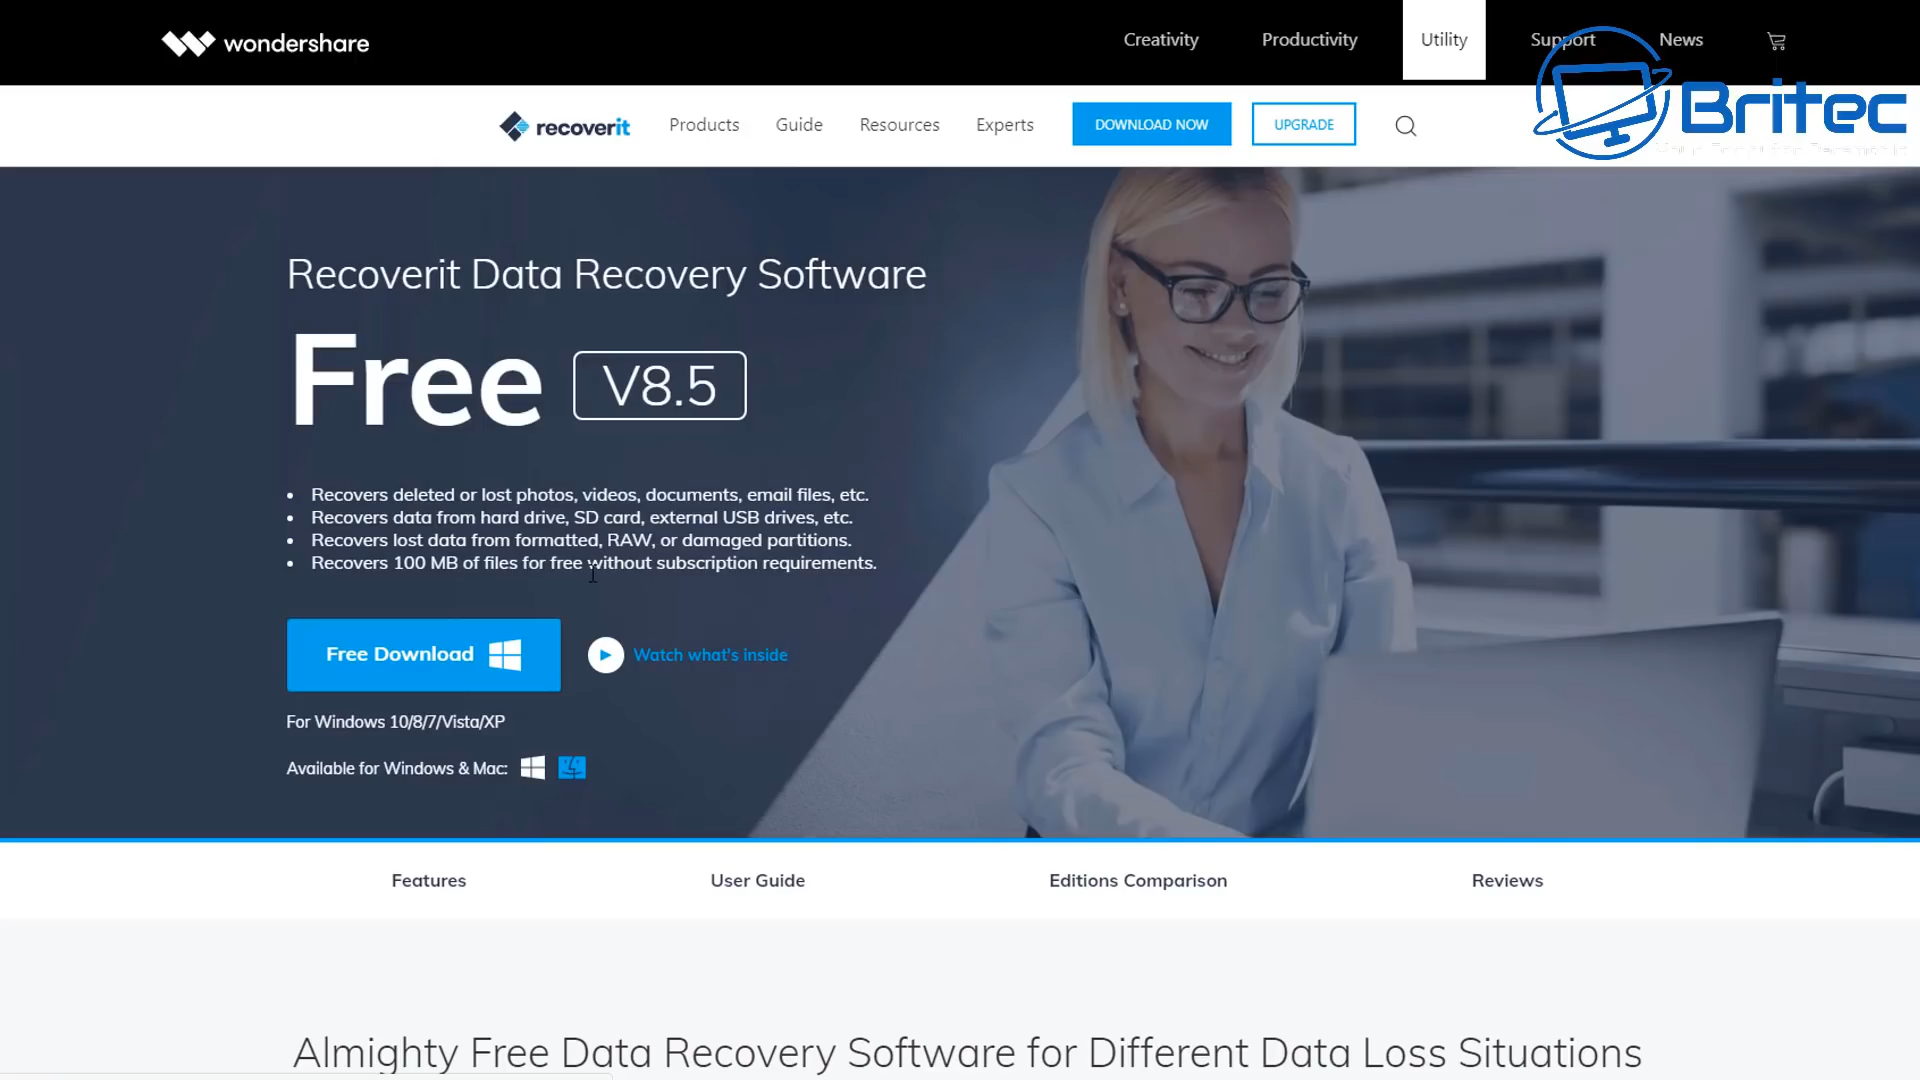 wondershare
Creativity
Productivity
Utility
Support
News
Britec
recoverit
Products
Guide
Resources
Experts
DOWNLOAD NOW
UPGRADE
Recoverit Data Recovery Software
Free V8.5
• Recovers deleted or lost photos, videos, documents, email files, etc.
• Recovers data from hard drive, SD card, external USB drives, etc.
• Recovers lost data from formatted, RAW, or damaged partitions.
• Recovers 100 MB of files for free without subscription requirements.
Free Download
Watch what's inside
For Windows 10/8/7/Vista/XP
Available for Windows & Mac:
Features
User Guide
Editions Comparison
Reviews
Almighty Free Data Recovery Software for Different Data Loss Situations